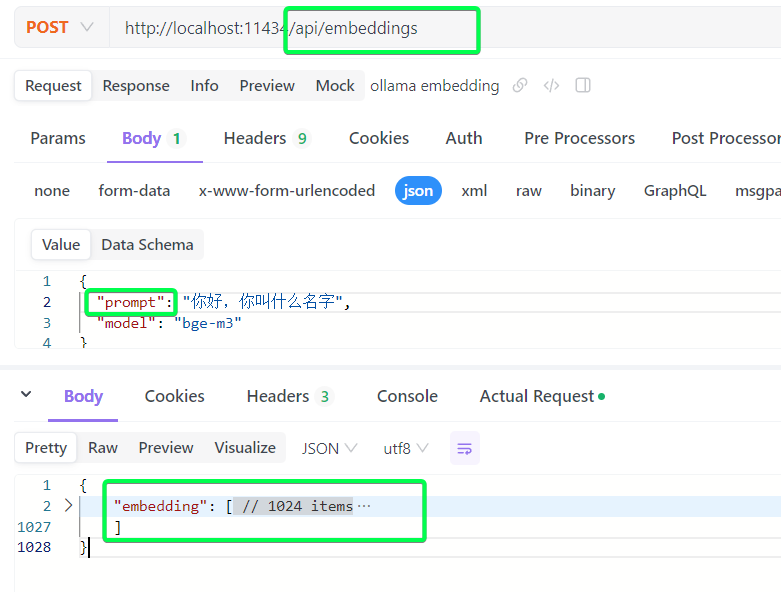 POST http://localhost:11434/api/embeddings
Request Response Info Preview Mock ollama embedding
Params Body 1 Headers 9 Cookies Auth Pre Processors Post Processor
none form-data x-www-form-urlencoded json xml raw binary GraphQL msgpa
Value Data Schema
1 {
2 "prompt": "你好，你叫什么名字",
3 "model": "bge-m3"
4 }
Body Cookies Headers 3 Console Actual Request
Pretty Raw Preview Visualize JSON utf8
1 {
2 "embedding": [ // 1024 items ···
1027 ]
1028 }